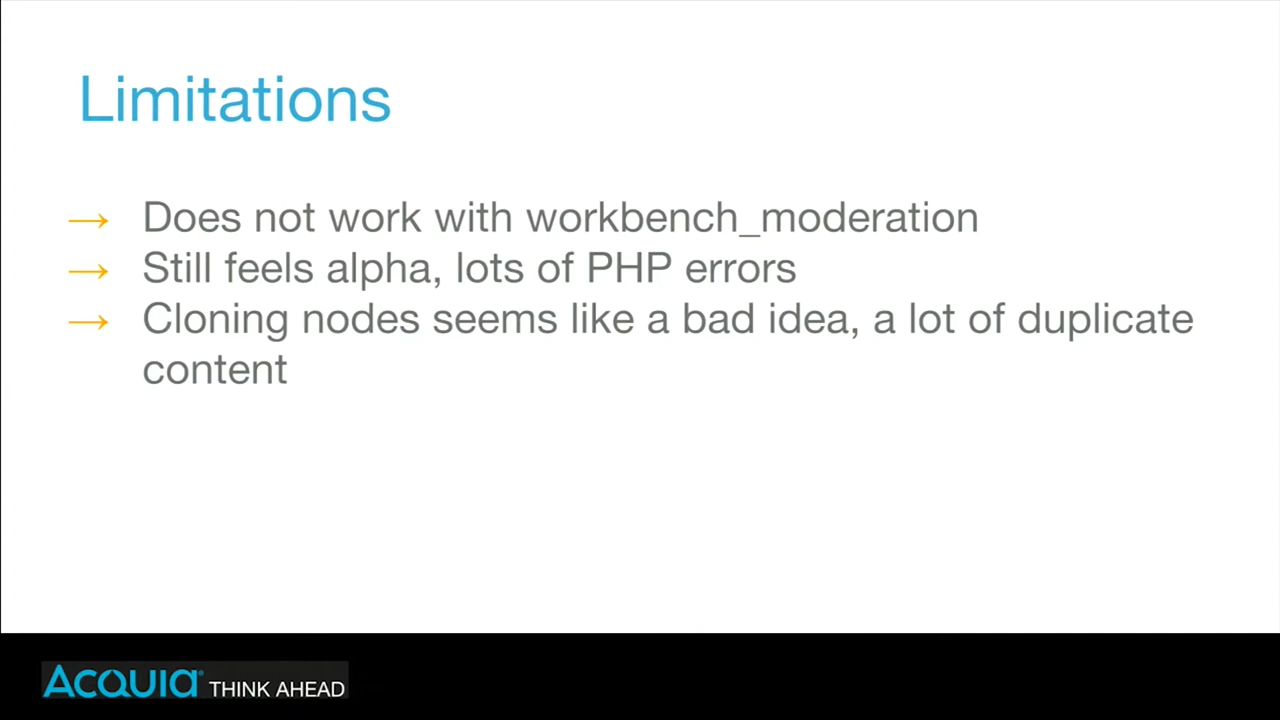 Limitations
→ Does not work with workbench_moderation
→ Still feels alpha, lots of PHP errors
→ Cloning nodes seems like a bad idea, a lot of duplicate
content
ACQUIA® THINK AHEAD